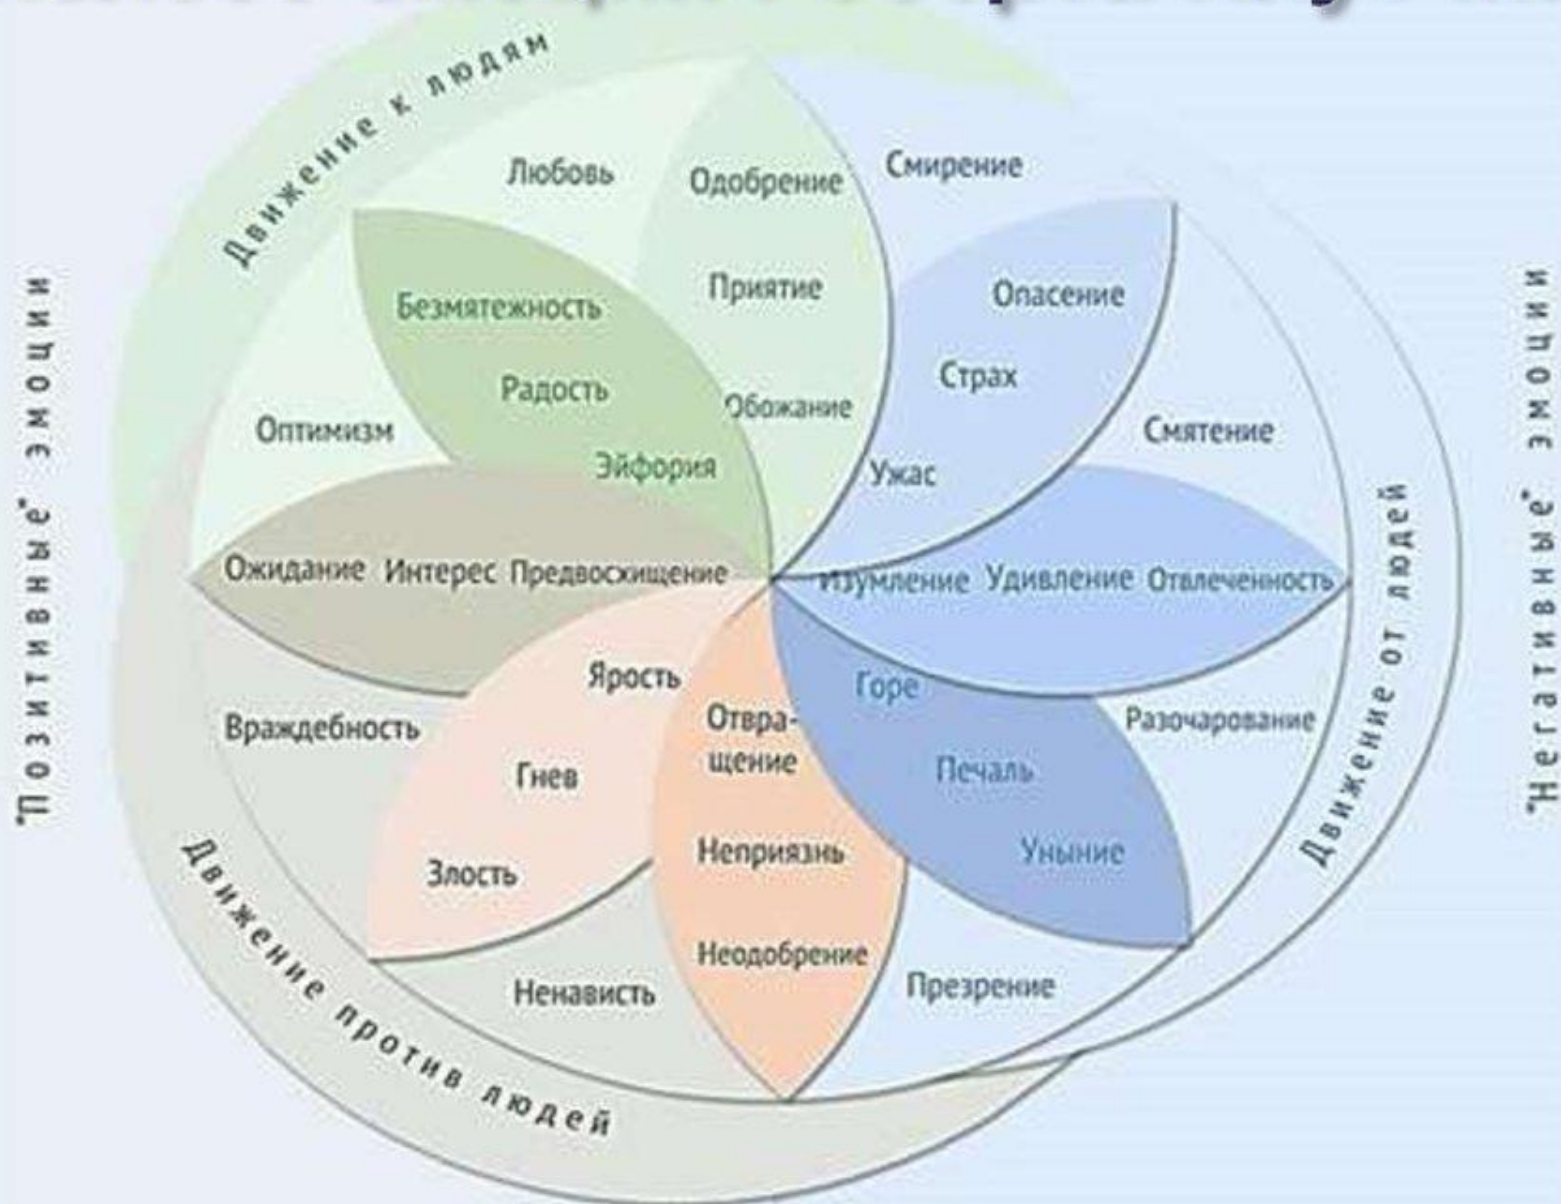 Движение к людям
"Позитивные" эмоции
"Негативные" эмоции
Любовь
Одобрение
Смирение
Безмятежность
Приятие
Опасение
Радость
Обожание
Страх
Оптимизм
Эйфория
Ужас
Смятение
Ожидание Интерес Предвосхищение
Изумление Удивление Отвлеченность
Ярость
Горе
Враждебность
Отвра-
щение
Разочарование
Гнев
Печаль
Злость
Неприязнь
Уныние
Ненависть
Неодобрение
Презрение
Движение от людей
Движение против людей